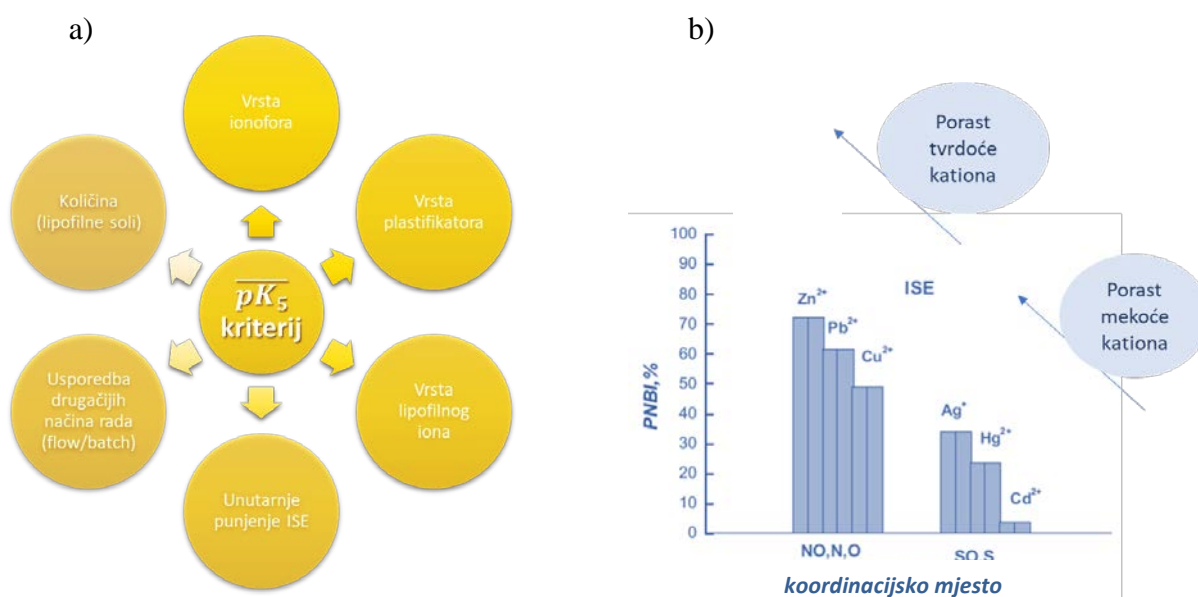 a)
Vrsta
ionofora
Vrsta
plastifikatora
Vrsta
lipofilnog
iona
Unutarnje
punjenje ISE
Usporedba
drugačijih
načina rada
(flow/batch)
Količina
(lipofilne soli)
pK₅
kriterij
b)
Porast
tvrdoće
kationa
Porast
mekoće
kationa
ISE
PNBI,%
100
90
80
70
60
50
40
30
20
10
0
Zn²⁺
Pb²⁺
Cu²⁺
Ag⁺
Hg²⁺
Cd²⁺
NO,N,O
SO,S
koordinacijsko mjesto